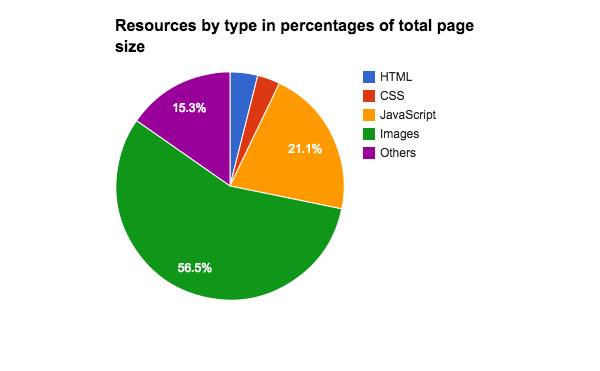 Resources by type in percentages of total page
size
HTML
CSS
JavaScript
Images
Others
15.3%
21.1%
56.5%